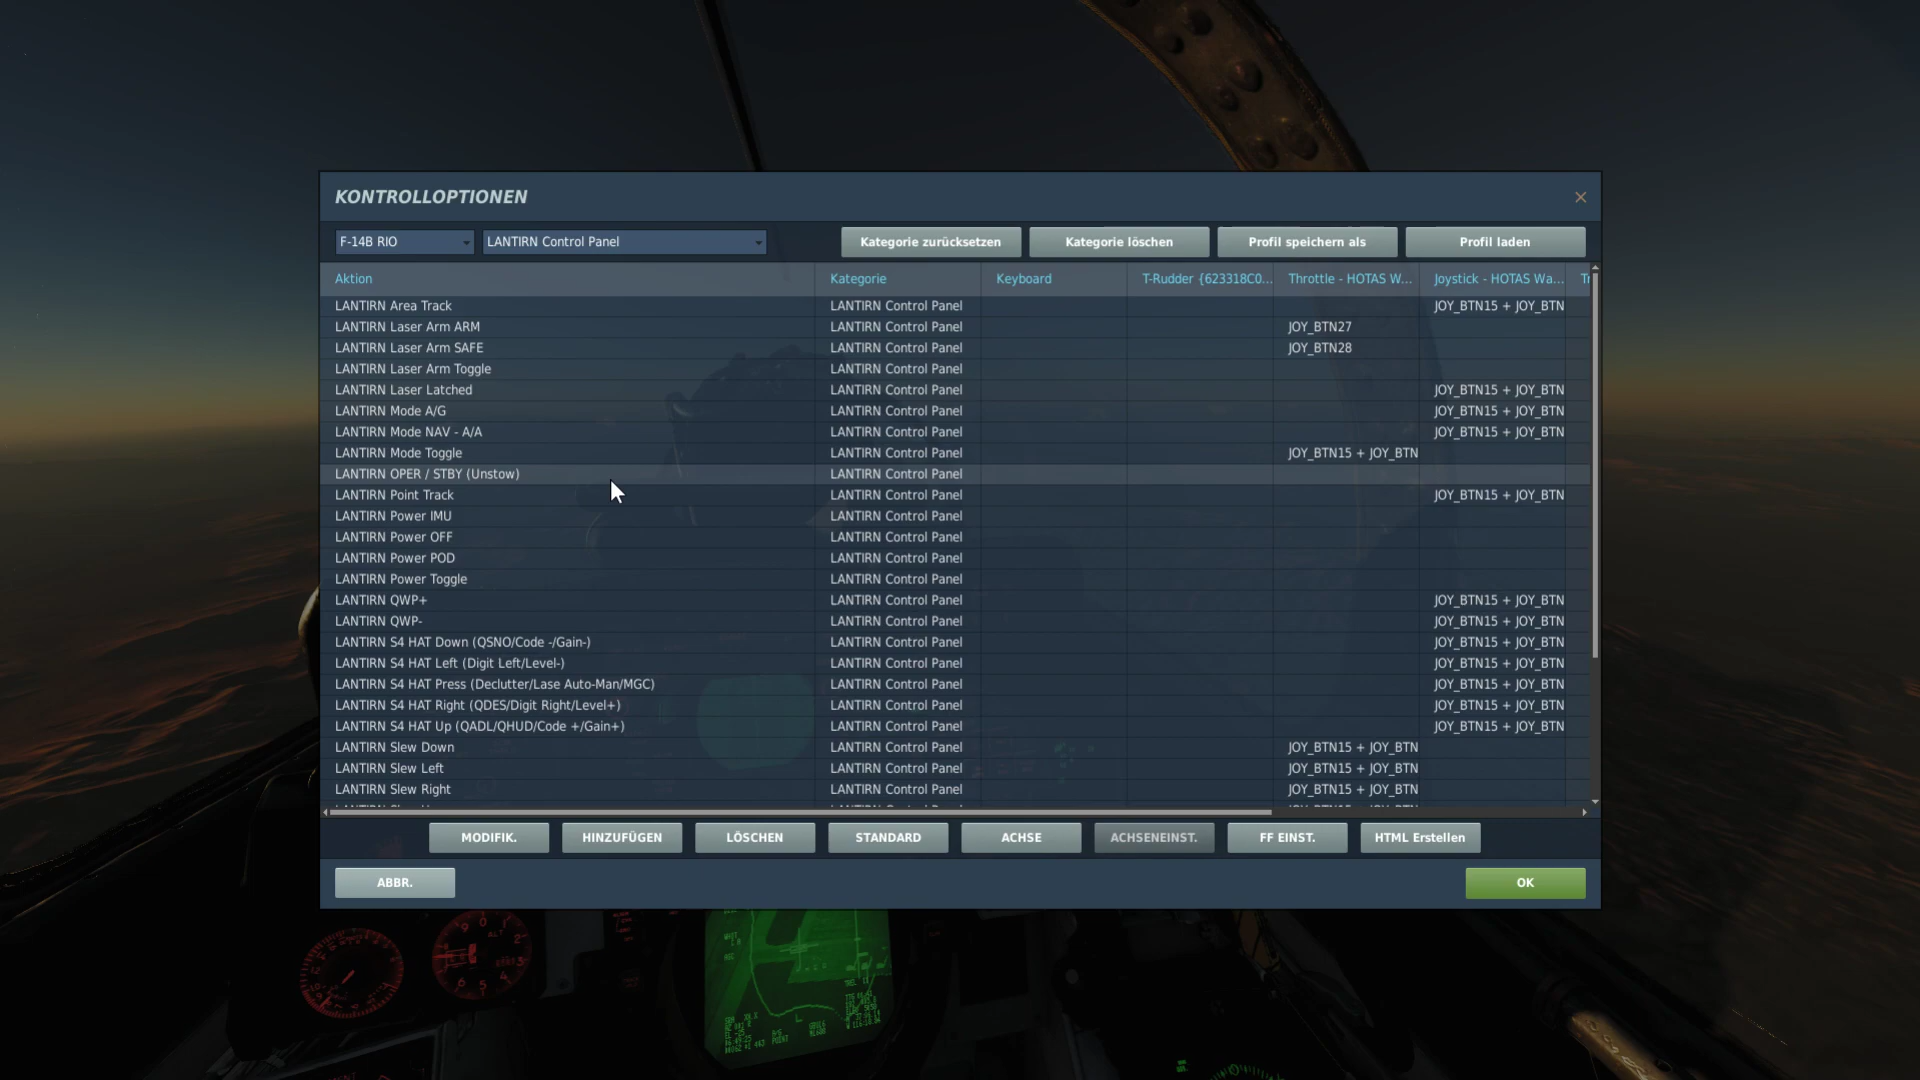 KONTROLLOPTIONEN
F-14B RIO LANTIRN Control Panel Kategorie zurücksetzen Kategorie löschen Profil speichern als Profil laden
Aktion Kategorie Keyboard T-Rudder {623318C0... Throttle - HOTAS W... Joystick - HOTAS Wa...
LANTIRN Area Track LANTIRN Control Panel JOY_BTN15 + JOY_BTN
LANTIRN Laser Arm ARM LANTIRN Control Panel JOY_BTN27
LANTIRN Laser Arm SAFE LANTIRN Control Panel JOY_BTN28
LANTIRN Laser Arm Toggle LANTIRN Control Panel
LANTIRN Laser Latched LANTIRN Control Panel JOY_BTN15 + JOY_BTN
LANTIRN Mode A/G LANTIRN Control Panel JOY_BTN15 + JOY_BTN
LANTIRN Mode NAV - A/A LANTIRN Control Panel JOY_BTN15 + JOY_BTN
LANTIRN Mode Toggle LANTIRN Control Panel JOY_BTN15 + JOY_BTN
LANTIRN OPER / STBY (Unstow) LANTIRN Control Panel
LANTIRN Point Track LANTIRN Control Panel JOY_BTN15 + JOY_BTN
LANTIRN Power IMU LANTIRN Control Panel
LANTIRN Power OFF LANTIRN Control Panel
LANTIRN Power POD LANTIRN Control Panel
LANTIRN Power Toggle LANTIRN Control Panel
LANTIRN QWP+ LANTIRN Control Panel JOY_BTN15 + JOY_BTN
LANTIRN QWP- LANTIRN Control Panel JOY_BTN15 + JOY_BTN
LANTIRN S4 HAT Down (QSNO/Code -/Gain-) LANTIRN Control Panel JOY_BTN15 + JOY_BTN
LANTIRN S4 HAT Left (Digit Left/Level-) LANTIRN Control Panel JOY_BTN15 + JOY_BTN
LANTIRN S4 HAT Press (Declutter/Lase Auto-Man/MGC) LANTIRN Control Panel JOY_BTN15 + JOY_BTN
LANTIRN S4 HAT Right (QDES/Digit Right/Level+) LANTIRN Control Panel JOY_BTN15 + JOY_BTN
LANTIRN S4 HAT Up (QADL/QHUD/Code +/Gain+) LANTIRN Control Panel JOY_BTN15 + JOY_BTN
LANTIRN Slew Down LANTIRN Control Panel JOY_BTN15 + JOY_BTN
LANTIRN Slew Left LANTIRN Control Panel JOY_BTN15 + JOY_BTN
LANTIRN Slew Right LANTIRN Control Panel JOY_BTN15 + JOY_BTN
MODIFIK. HINZUFÜGEN LÖSCHEN STANDARD ACHSE ACHSENEINST. FF EINST. HTML Erstellen
ABBR. OK
ALT